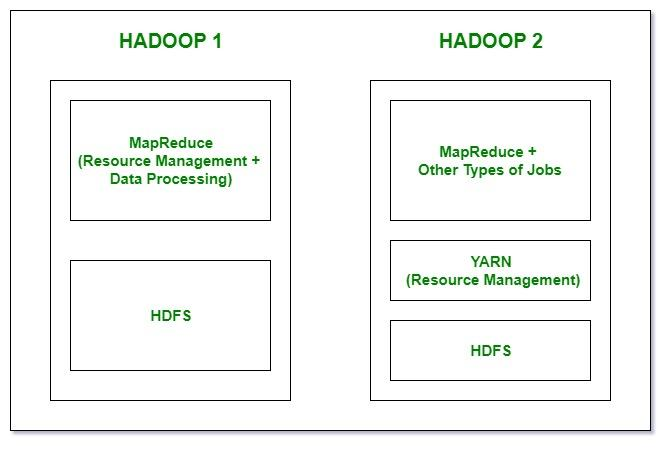 HADOOP 1
MapReduce
(Resource Management +
Data Processing)
HDFS
HADOOP 2
MapReduce +
Other Types of Jobs
YARN
(Resource Management)
HDFS